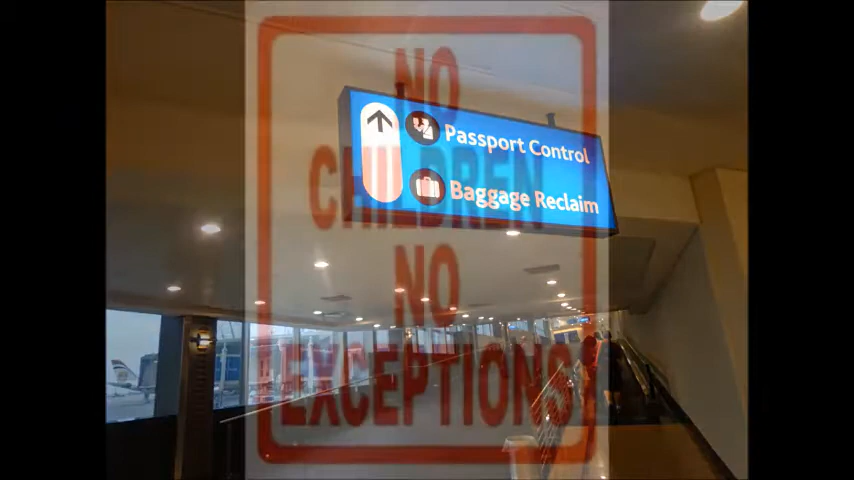 NO
CHILDREN
NO
EXCEPTIONS
Passport Control
Baggage Reclaim